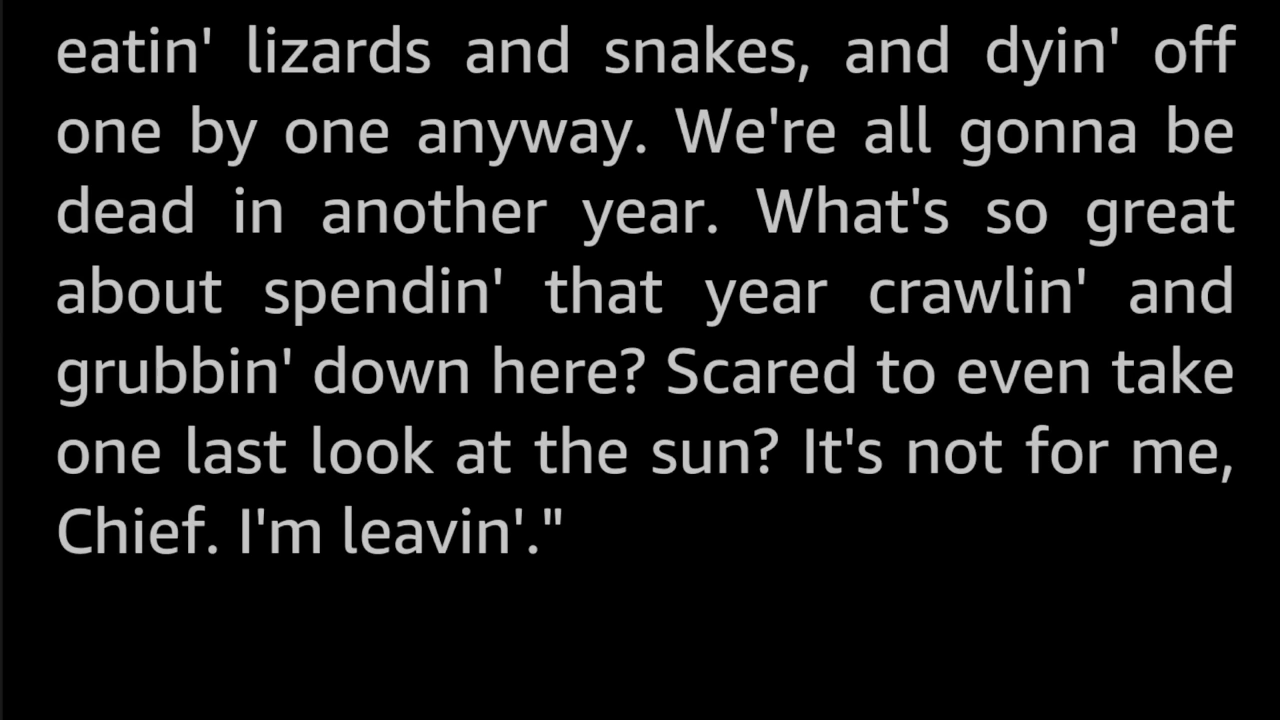 eatin' lizards and snakes, and dyin' off
one by one anyway. We're all gonna be
dead in another year. What's so great
about spendin' that year crawlin' and
grubbin' down here? Scared to even take
one last look at the sun? It's not for me,
Chief. I'm leavin'."